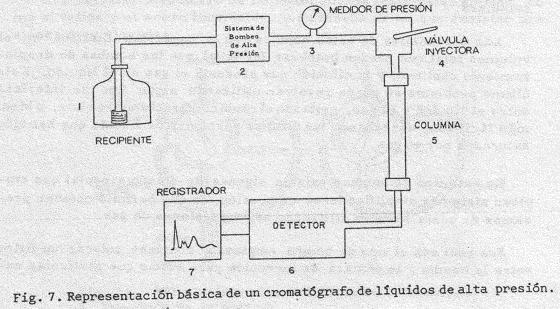 MEDIDOR DE PRESIÓN
Sistema de
Bombeo
de Alta
Presión
2
3
VÁLVULA
INYECTORA
4
1
RECIPIENTE
COLUMNA
5
REGISTRADOR
DETECTOR
7
6
Fig. 7. Representación básica de un cromatógrafo de líquidos de alta presión.